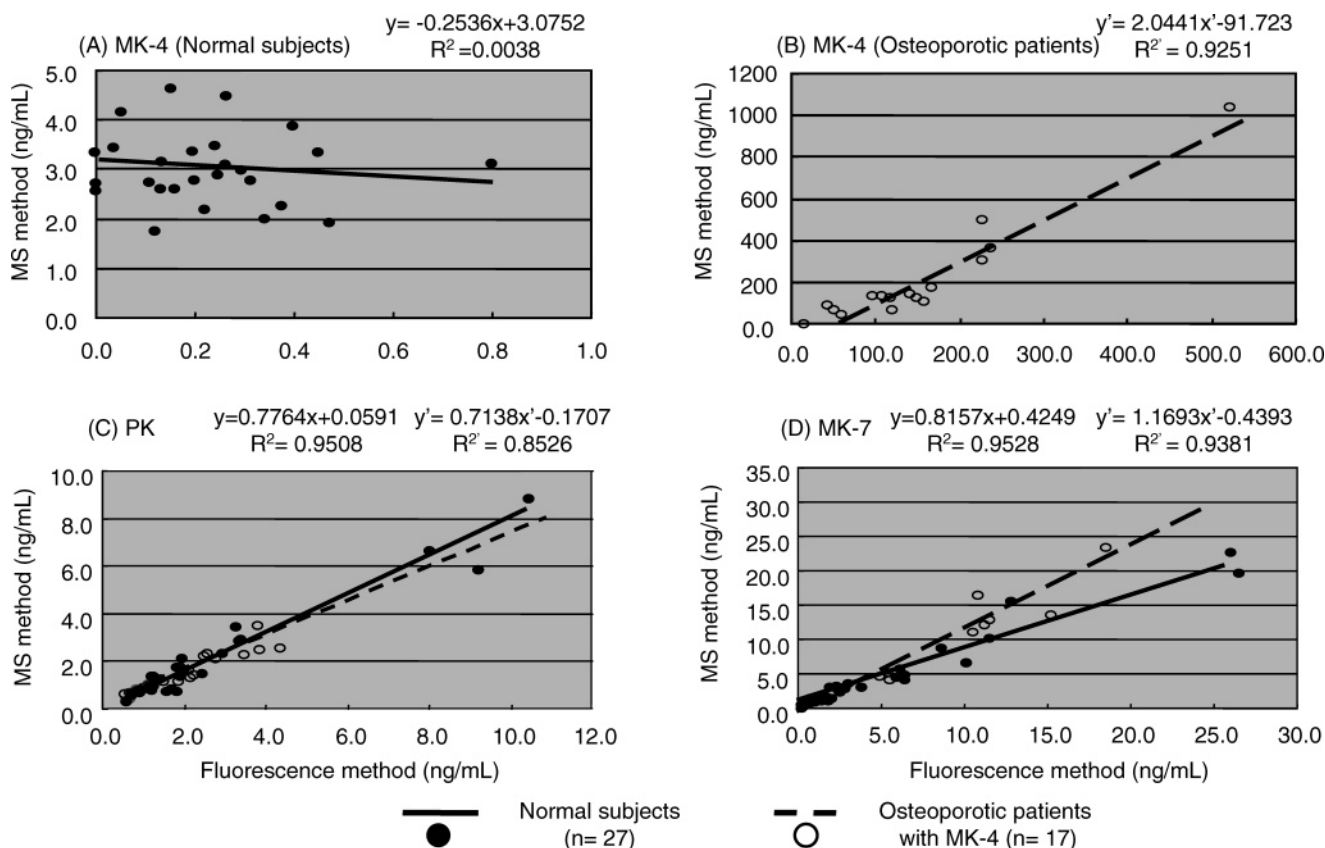 (A) MK-4 (Normal subjects)
y= -0.2536x+3.0752
R² =0.0038
MS method (ng/mL)
5.0
4.0
3.0
2.0
1.0
0.0
0.0 0.2 0.4 0.6 0.8 1.0
(B) MK-4 (Osteoporotic patients)
y’ = 2.0441x’-91.723
R²’ = 0.9251
MS method (ng/mL)
1200
1000
800.0
600.0
400.0
200.0
0.0
0.0 100.0 200.0 300.0 400.0 500.0 600.0
(C) PK
y=0.7764x+0.0591 y’= 0.7138x’-0.1707
R²= 0.9508 R²’= 0.8526
MS method (ng/mL)
10.0
8.0
6.0
4.0
2.0
0.0
0.0 2.0 4.0 6.0 8.0 10.0 12.0
Fluorescence method (ng/mL)
(D) MK-7
y=0.8157x+0.4249 y’= 1.1693x’-0.4393
R²= 0.9528 R²’= 0.9381
MS method (ng/mL)
35.0
30.0
25.0
20.0
15.0
10.0
5.0
0.0
0.0 5.0 10.0 15.0 20.0 25.0 30.0
Fluorescence method (ng/mL)
Normal subjects
(n= 27)
Osteoporotic patients
with MK-4 (n= 17)